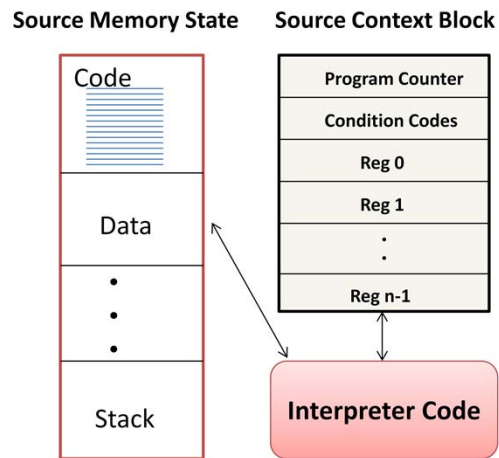 Source Memory State
Source Context Block
Code
Data
Stack
Program Counter
Condition Codes
Reg 0
Reg 1
Reg n-1
Interpreter Code